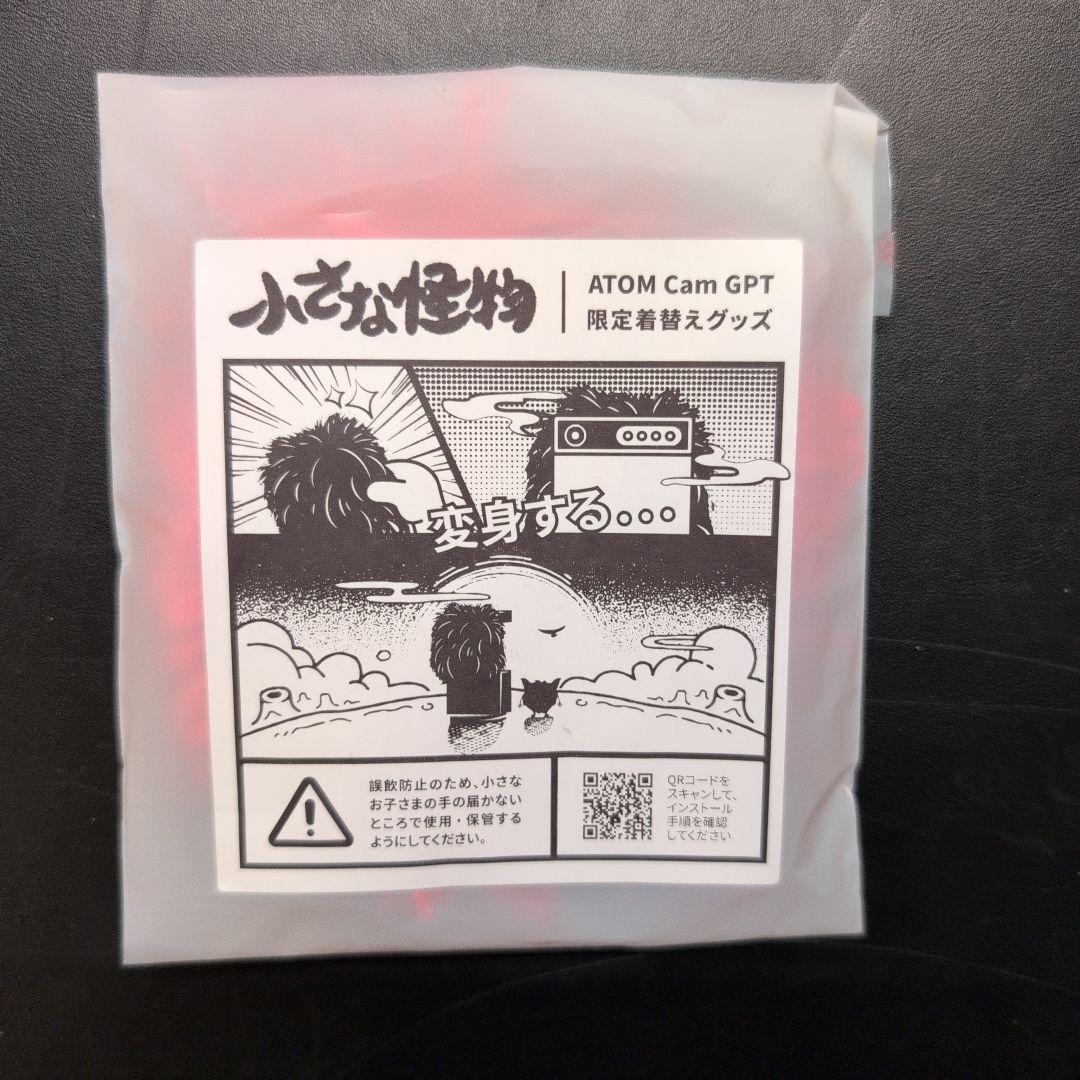 小さな怪物
ATOM Cam GPT
限定着替えグッズ
変身する...
誤飲防止のため、小さな
お子さまの手の届かない
ところで使用・保管する
ようにしてください。
QRコードを
スキャンして、
インストール
手順を確認
してください